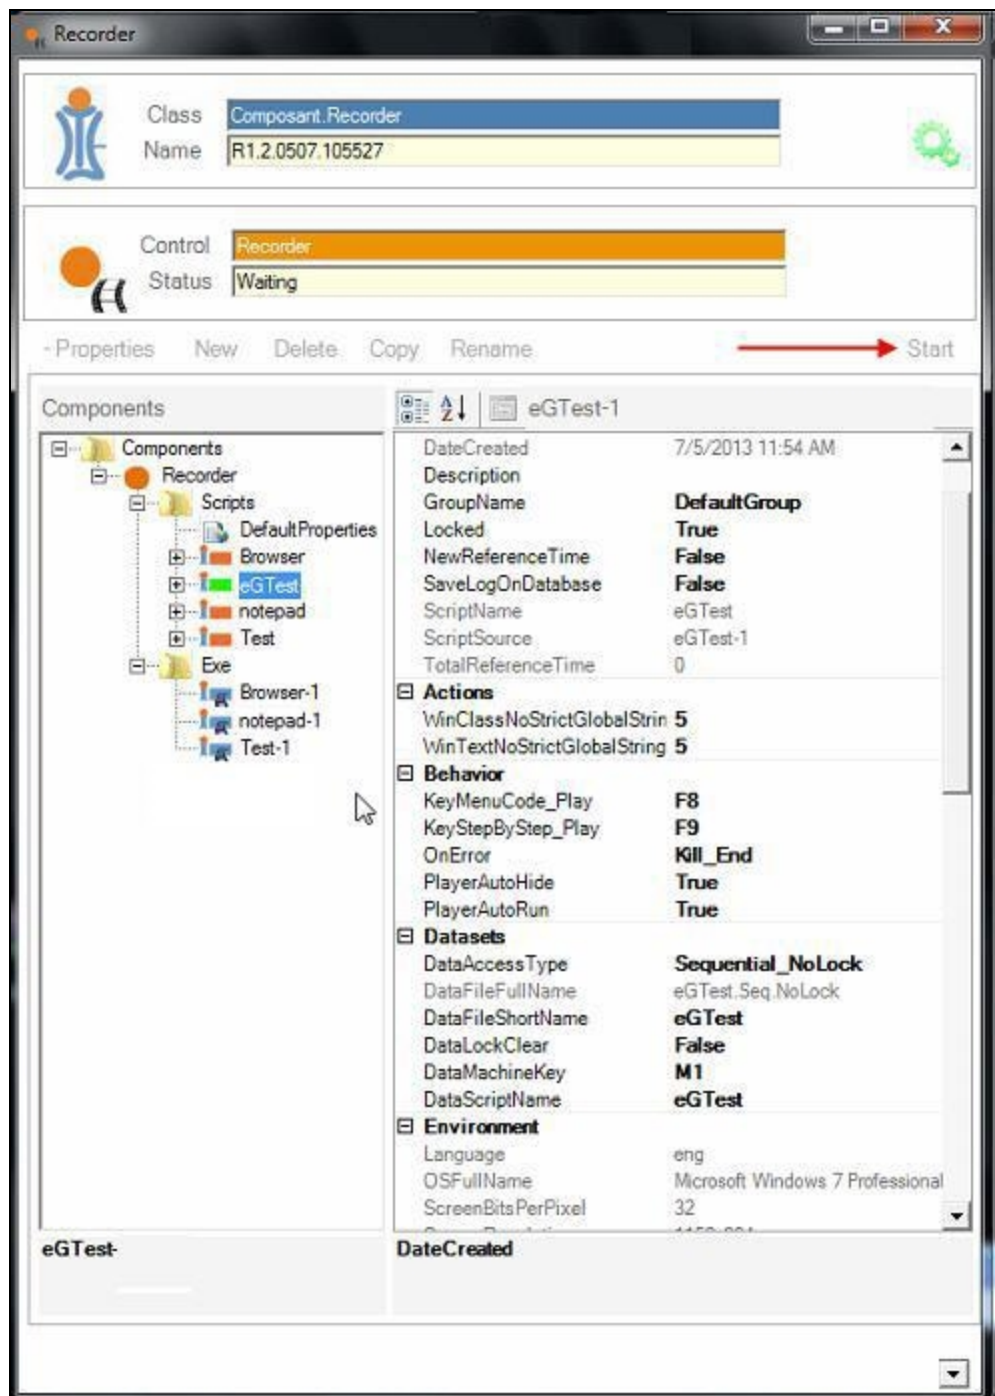 Recorder
Class Composant.Recorder
Name R1.2.0507.105527
Control Recorder
Status Waiting
- Properties New Delete Copy Rename Start
Components
eGTest-1
Components
Recorder
Scripts
DefaultProperties
Browser
eGTest
notepad
Test
Exe
Browser-1
notepad-1
Test-1
DateCreated 7/5/2013 11:54 AM
Description
GroupName DefaultGroup
Locked True
NewReferenceTime False
SaveLogOnDatabase False
ScriptName eGTest
ScriptSource eGTest-1
TotalReferenceTime 0
Actions
WinClassNoStrictGlobalStrin 5
WinTextNoStrictGlobalString 5
Behavior
KeyMenuCode_Play F8
KeyStepByStep_Play F9
OnError Kill_End
PlayerAutoHide True
PlayerAutoRun True
Datasets
DataAccessType Sequential_NoLock
DataFileFullName eGTest.Seq.NoLock
DataFileShortName eGTest
DataLockClear False
DataMachineKey M1
DataScriptName eGTest
Environment
Language eng
OSFullName Microsoft Windows 7 Professional
ScreenBitsPerPixel 32
eGTest-
DateCreated